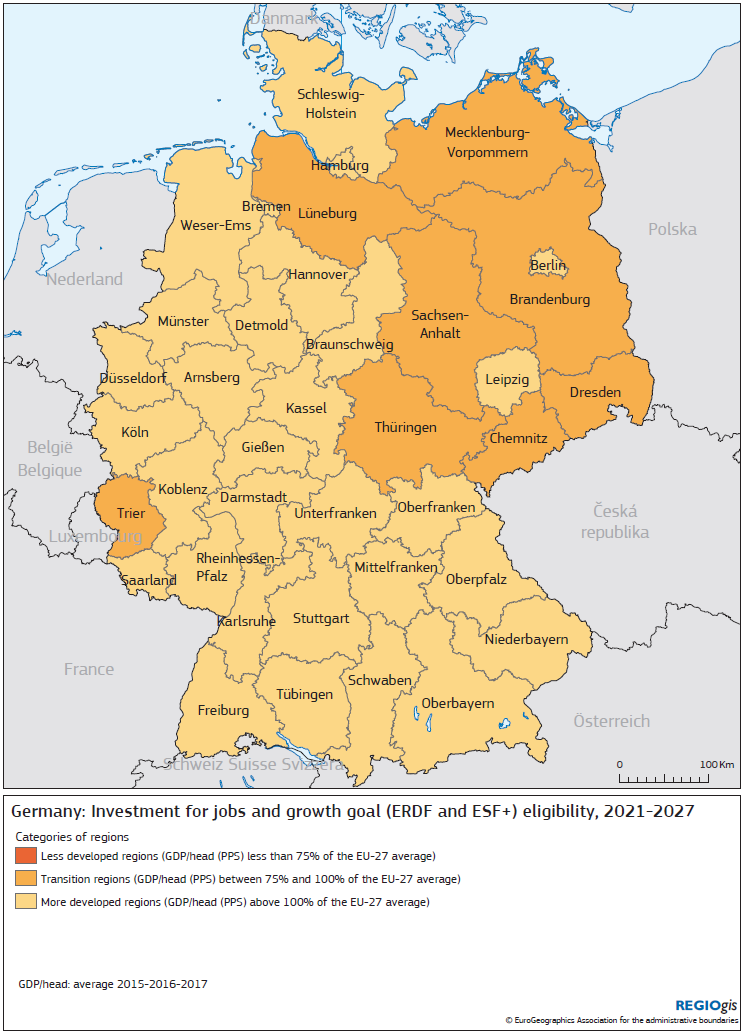 Danmark
Schleswig-
Holstein
Mecklenburg-
Vorpommern
Hamburg
Bremen
Lüneburg
Weser-Ems
Polska
Nederland
Hannover
Berlin
Brandenburg
Münster
Detmold
Sachsen-
Anhalt
Braunschweig
Düsseldorf
Arnsberg
Leipzig
Dresden
Kassel
Thüringen
Chemnitz
Köln
België
Belgique
Gießen
Koblenz
Darmstadt
Trier
Unterfranken
Oberfranken
Česká
republika
Luxembourg
Rheinhessen-
Pfalz
Saarland
Mittelfranken
Oberpfalz
Karlsruhe
Stuttgart
Niederbayern
France
Schwaben
Tübingen
Oberbayern
Freiburg
Österreich
Schweiz Suisse Svizzera
0 100 Km
Germany: Investment for jobs and growth goal (ERDF and ESF+) eligibility, 2021-2027
Categories of regions
Less developed regions (GDP/head (PPS) less than 75% of the EU-27 average)
Transition regions (GDP/head (PPS) between 75% and 100% of the EU-27 average)
More developed regions (GDP/head (PPS) above 100% of the EU-27 average)
GDP/head: average 2015-2016-2017
REGIOgis
© EuroGeographics Association for the administrative boundaries